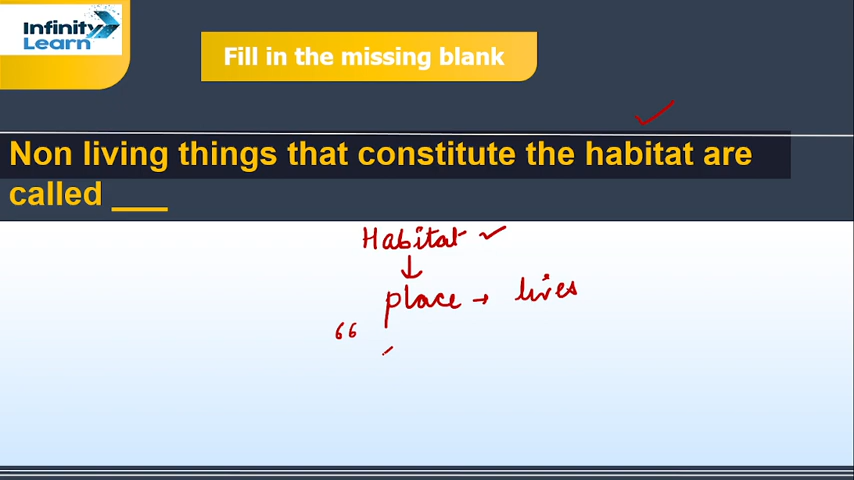 Infinity
Learn
Fill in the missing blank
Non living things that constitute the habitat are
called ___
Habitat ✓
↓
place → lives
“